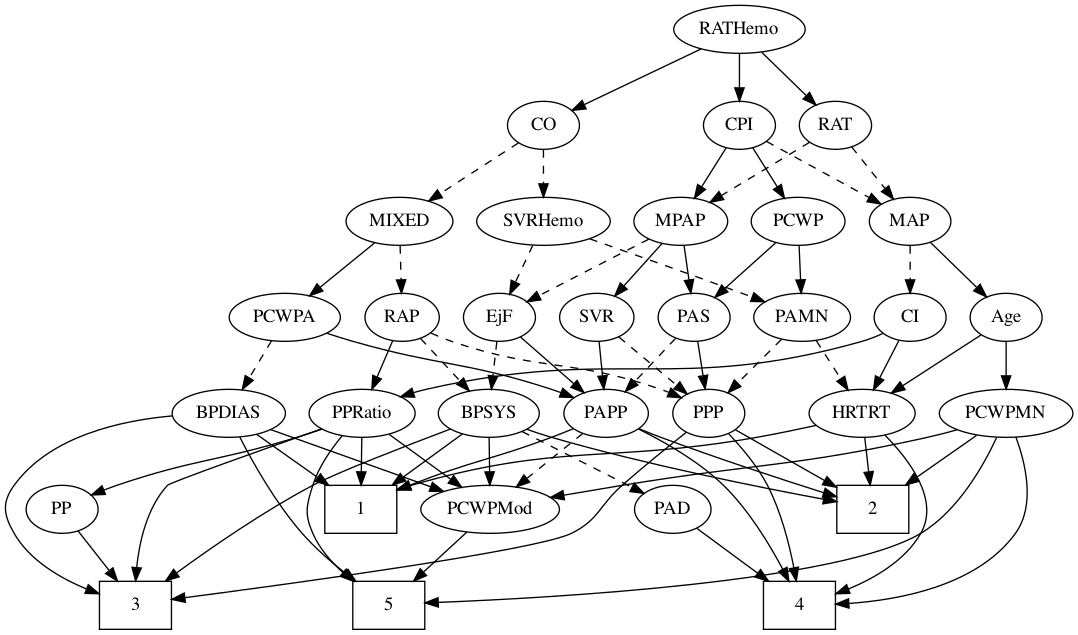 RATHemo
CO
CPI
RAT
MIXED
SVRHemo
MPAP
PCWP
MAP
PCWPA
RAP
EjF
SVR
PAS
PAMN
CI
Age
BPDIAS
PPRatio
BPSYS
PAPP
PPP
HRTRT
PCWPMN
PP
1
PCWPMod
PAD
2
3
5
4